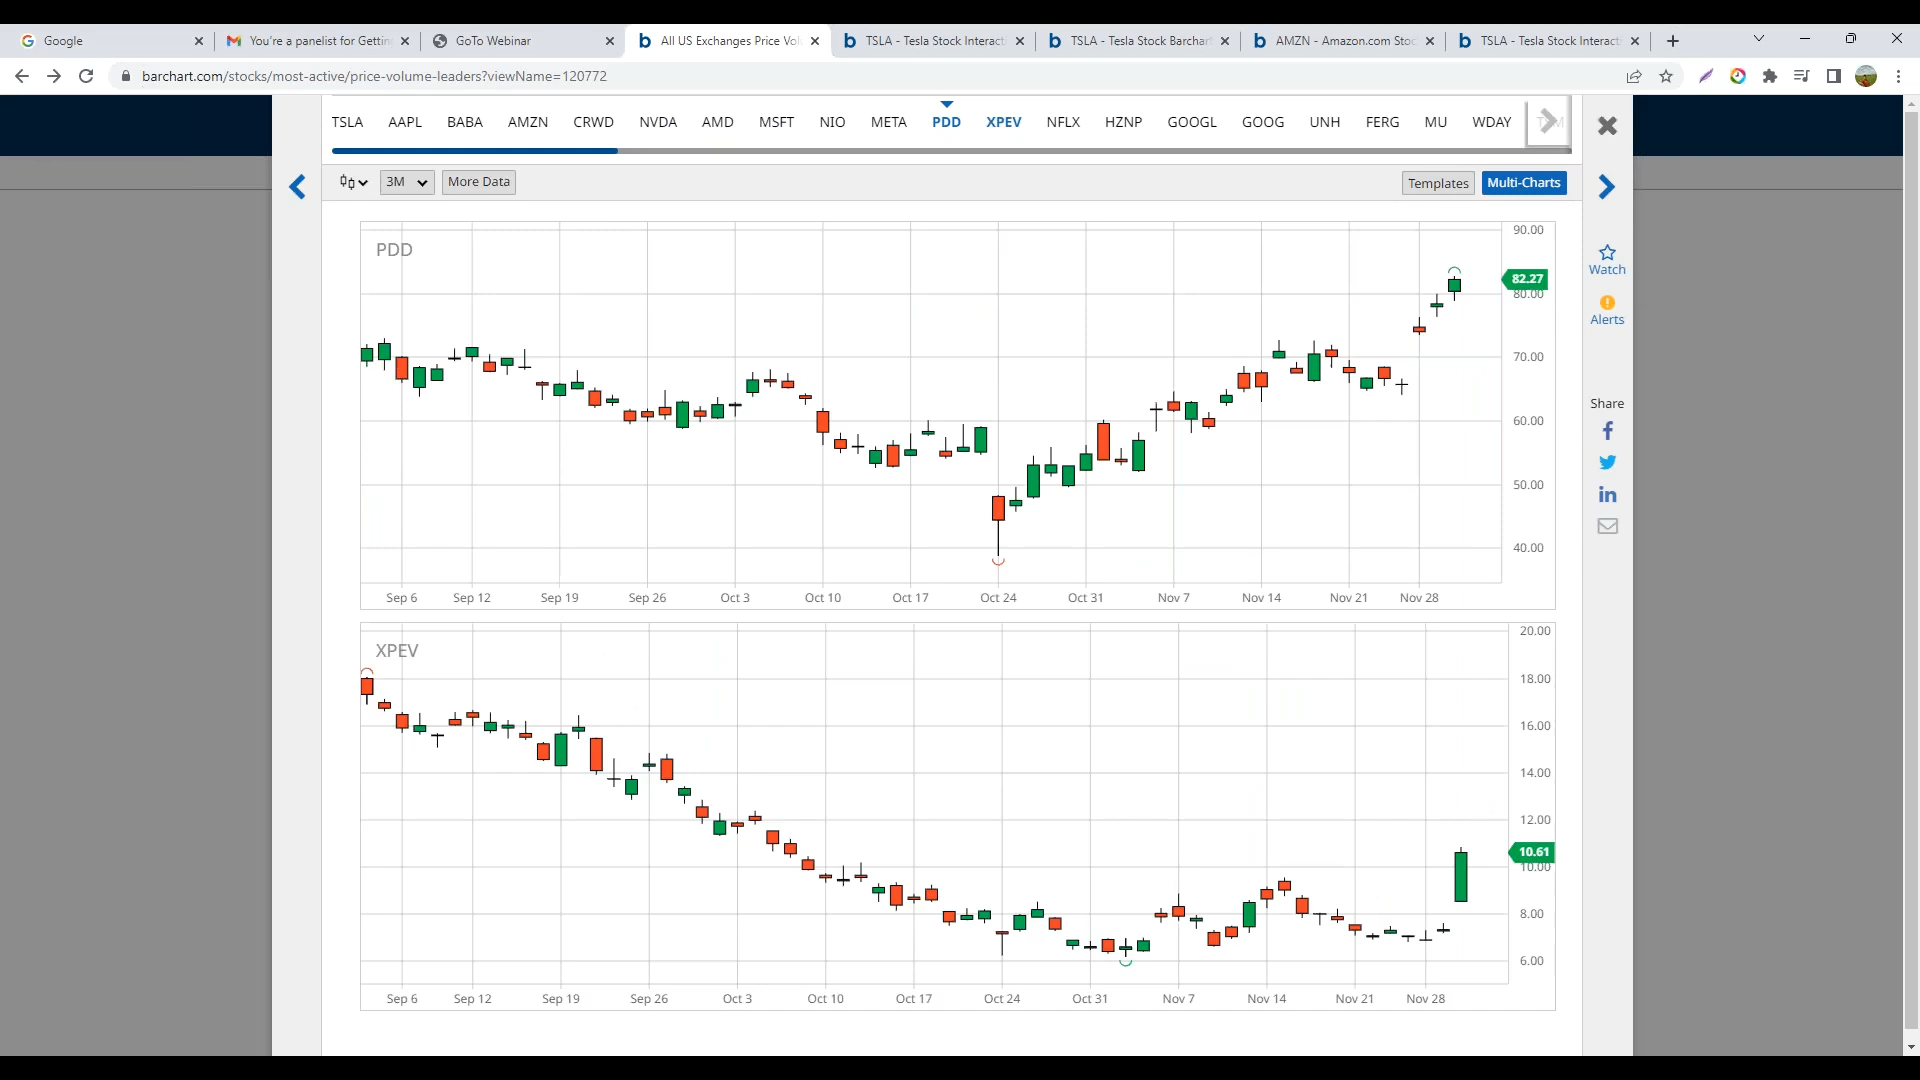 Google
You're a panelist for Gettin
GoTo Webinar
All US Exchanges Price Vol
TSLA - Tesla Stock Interact
TSLA - Tesla Stock Barchart
AMZN - Amazon.com Stoc
TSLA - Tesla Stock Interact
barchart.com/stocks/most-active/price-volume-leaders?viewName=120772
TSLA AAPL BABA AMZN CRWD NVDA AMD MSFT NIO META PDD XPEV NFLX HZNP GOOGL GOOG UNH FERG MU WDAY
3M
More Data
Templates
Multi-Charts
Watch
Alerts
Share
PDD
90.00
82.27
80.00
70.00
60.00
50.00
40.00
Sep 6 Sep 12 Sep 19 Sep 26 Oct 3 Oct 10 Oct 17 Oct 24 Oct 31 Nov 7 Nov 14 Nov 21 Nov 28
XPEV
20.00
18.00
16.00
14.00
12.00
10.61
10.00
8.00
6.00
Sep 6 Sep 12 Sep 19 Sep 26 Oct 3 Oct 10 Oct 17 Oct 24 Oct 31 Nov 7 Nov 14 Nov 21 Nov 28